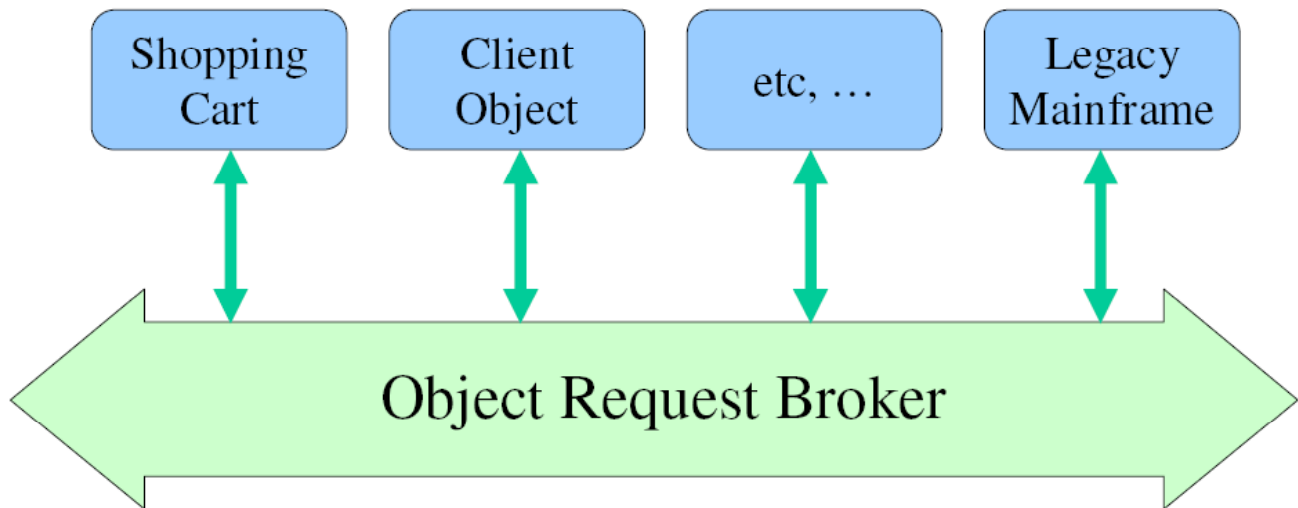 Shopping
Cart
Client
Object
etc, …
Legacy
Mainframe
Object Request Broker